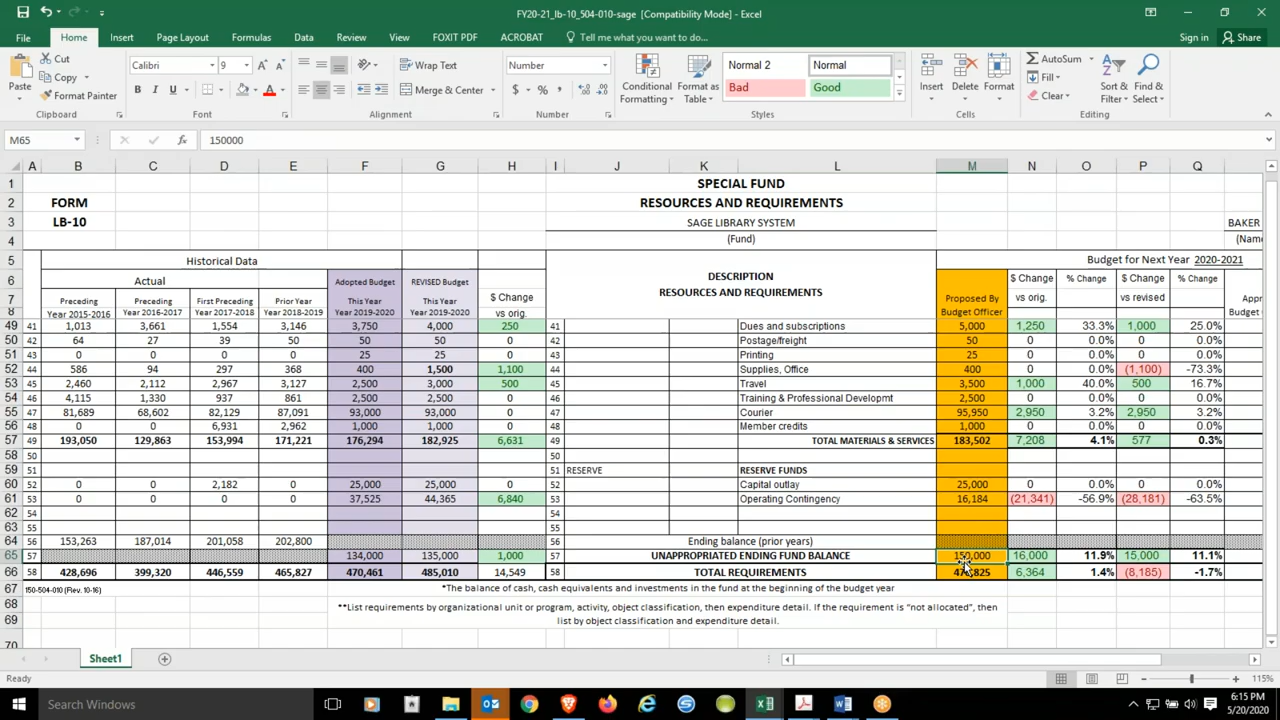 FY20-21_lb-10_504-010-sage [Compatibility Mode] - Excel
File Home Insert Page Layout Formulas Data Review View FOXIT PDF ACROBAT Tell me what you want to do... Sign in Share
Cut Calibri 9 Wrap Text Number Normal 2 Normal AutoSum
Copy Fill
Paste Format Painter Merge & Center Conditional Formatting Format as Table Bad Good Insert Delete Format Clear Sort & Filter Find & Select
Clipboard Font Alignment Number Styles Cells Editing
M65 fx 150000
A B C D E F G H I J K L M N O P Q
1 SPECIAL FUND
2 FORM RESOURCES AND REQUIREMENTS
3 LB-10 SAGE LIBRARY SYSTEM BAKER
4 (Fund) (Name
5 Historical Data Budget for Next Year 2020-2021
6 Actual Adopted Budget REVISED Budget DESCRIPTION $ Change % Change $ Change % Change
7 Preceding Preceding First Preceding Prior Year This Year This Year $ Change RESOURCES AND REQUIREMENTS Proposed By vs orig. vs revised
8 Year 2015-2016 Year 2016-2017 Year 2017-2018 Year 2018-2019 Year 2019-2020 Year 2019-2020 vs orig. Budget Officer
49 41 1,013 3,661 1,554 3,146 3,750 4,000 250 41 Dues and subscriptions 5,000 1,250 33.3% 1,000 25.0%
50 42 64 27 39 50 50 50 0 42 Postage/freight 50 0 0.0% 0 0.0%
51 43 0 0 0 0 25 25 0 43 Printing 25 0 0.0% 0 0.0%
52 44 586 94 297 368 400 1,500 1,100 44 Supplies, Office 400 0 0.0% (1,100) -73.3%
53 45 2,460 2,112 2,967 3,127 2,500 3,000 500 45 Travel 3,500 1,000 40.0% 500 16.7%
54 46 4,115 1,330 937 861 2,500 2,500 0 46 Training & Professional Developmt 2,500 0 0.0% 0 0.0%
55 47 81,689 68,602 82,129 87,091 93,000 93,000 0 47 Courier 95,950 2,950 3.2% 2,950 3.2%
56 48 6,931 2,962 1,000 1,000 0 48 Member credits 1,000 0 0.0% 0 0.0%
57 49 193,050 129,863 153,994 171,221 176,294 182,925 6,631 49 TOTAL MATERIALS & SERVICES 183,502 7,208 4.1% 577 0.3%
58 50 50
59 51 51 RESERVE RESERVE FUNDS
60 52 0 0 2,182 0 25,000 25,000 0 52 Capital outlay 25,000 0 0.0% 0 0.0%
61 53 0 0 0 0 37,525 44,365 6,840 53 Operating Contingency 16,184 (21,341) -56.9% (28,181) -63.5%
62 54 54
63 55 55
64 56 153,263 187,014 201,058 202,800 56 Ending balance (prior years)
65 57 134,000 135,000 1,000 57 UNAPPROPRIATED ENDING FUND BALANCE 150,000 16,000 11.9% 15,000 11.1%
66 58 428,696 399,320 446,559 465,827 470,461 485,010 14,549 58 TOTAL REQUIREMENTS 476,825 6,364 1.4% (8,185) -1.7%
67 150-504-010 (Rev. 10-16) *The balance of cash, cash equivalents and investments in the fund at the beginning of the budget year
68 **List requirements by organizational unit or program, activity, object classification, then expenditure detail. If the requirement is "not allocated", then
69 list by object classification and expenditure detail.
70
Sheet1
Ready 115%
Search Windows 6:15 PM
5/20/2020